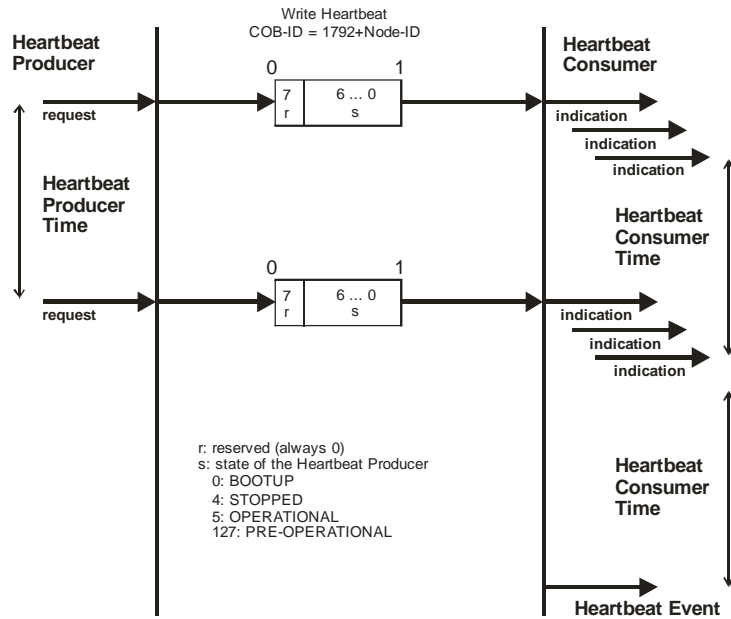 Write Heartbeat
COB-ID = 1792+Node-ID
Heartbeat
Producer
Heartbeat
Consumer
0 1
7 6 ... 0
r s
request
indication
indication
indication
Heartbeat
Producer
Time
Heartbeat
Consumer
Time
0 1
7 6 ... 0
r s
request
indication
indication
indication
r: reserved (always 0)
s: state of the Heartbeat Producer
0: BOOTUP
4: STOPPED
5: OPERATIONAL
127: PRE-OPERATIONAL
Heartbeat
Consumer
Time
Heartbeat Event